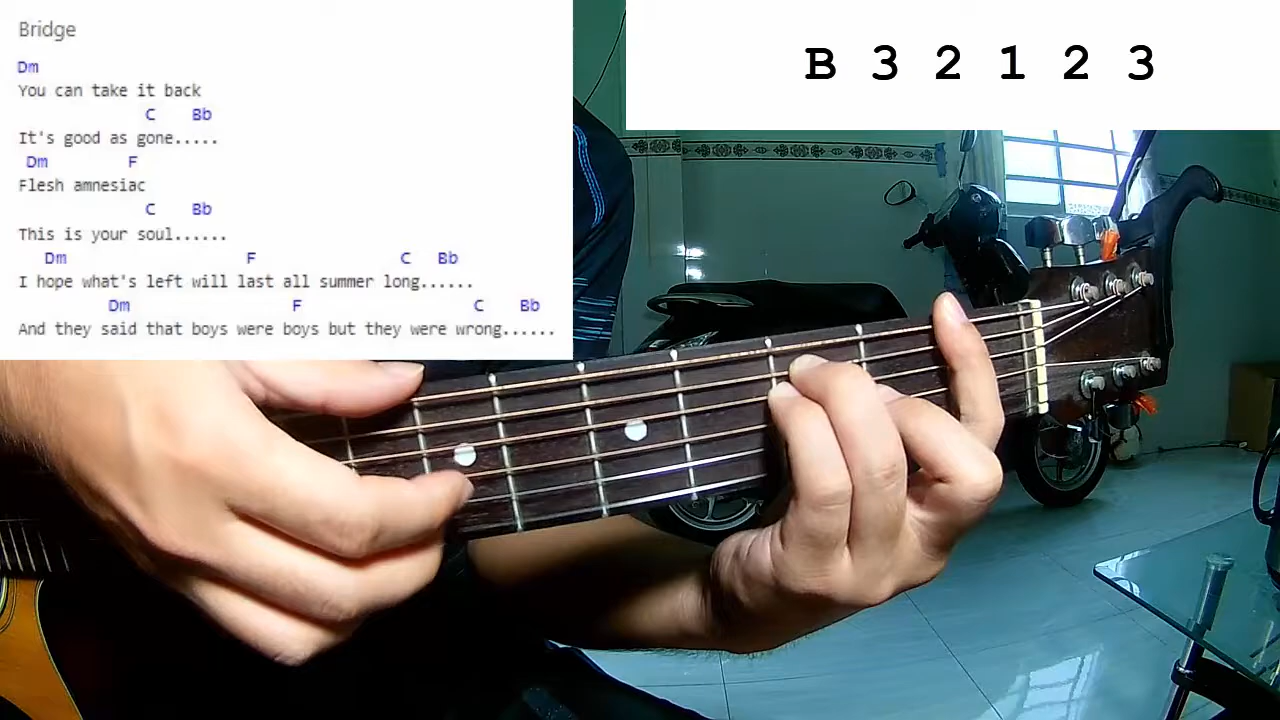 Bridge
Dm
You can take it back
C Bb
It's good as gone.....
Dm F
Flesh amnesiac
C Bb
This is your soul......
Dm F C Bb
I hope what's left will last all summer long......
Dm F C Bb
And they said that boys were boys but they were wrong......
B 3 2 1 2 3